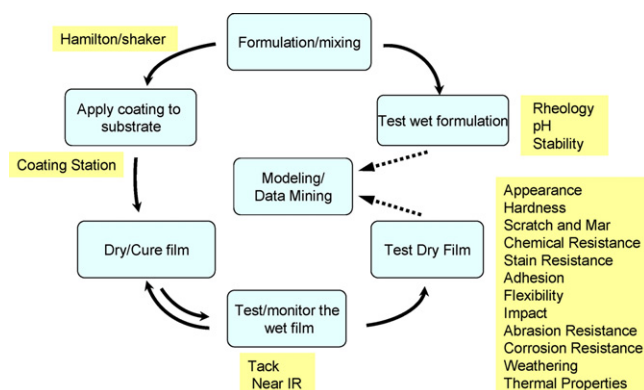 Hamilton/shaker
Formulation/mixing
Apply coating to
substrate
Test wet formulation
Rheology
pH
Stability
Coating Station
Modeling/
Data Mining
Dry/Cure film
Test Dry Film
Appearance
Hardness
Scratch and Mar
Chemical Resistance
Stain Resistance
Adhesion
Flexibility
Impact
Abrasion Resistance
Corrosion Resistance
Weathering
Thermal Properties
Test/monitor the
wet film
Tack
Near IR